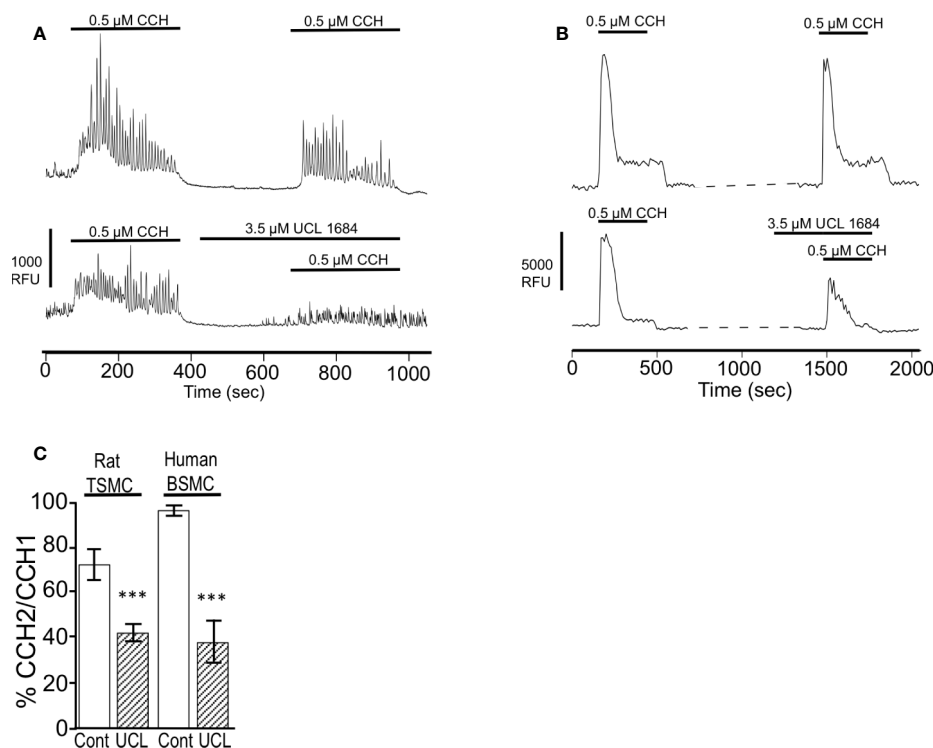 A
0.5 µM CCH
0.5 µM CCH
0.5 µM CCH
3.5 µM UCL 1684
0.5 µM CCH
1000
RFU
0 200 400 600 800 1000
Time (sec)
B
0.5 µM CCH
0.5 µM CCH
0.5 µM CCH
3.5 µM UCL 1684
0.5 µM CCH
5000
RFU
0 500 1000 1500 2000
Time (sec)
C
Rat
TSMC
Human
BSMC
% CCH2/CCH1
100
80
60
40
20
0
***
***
Cont UCL Cont UCL